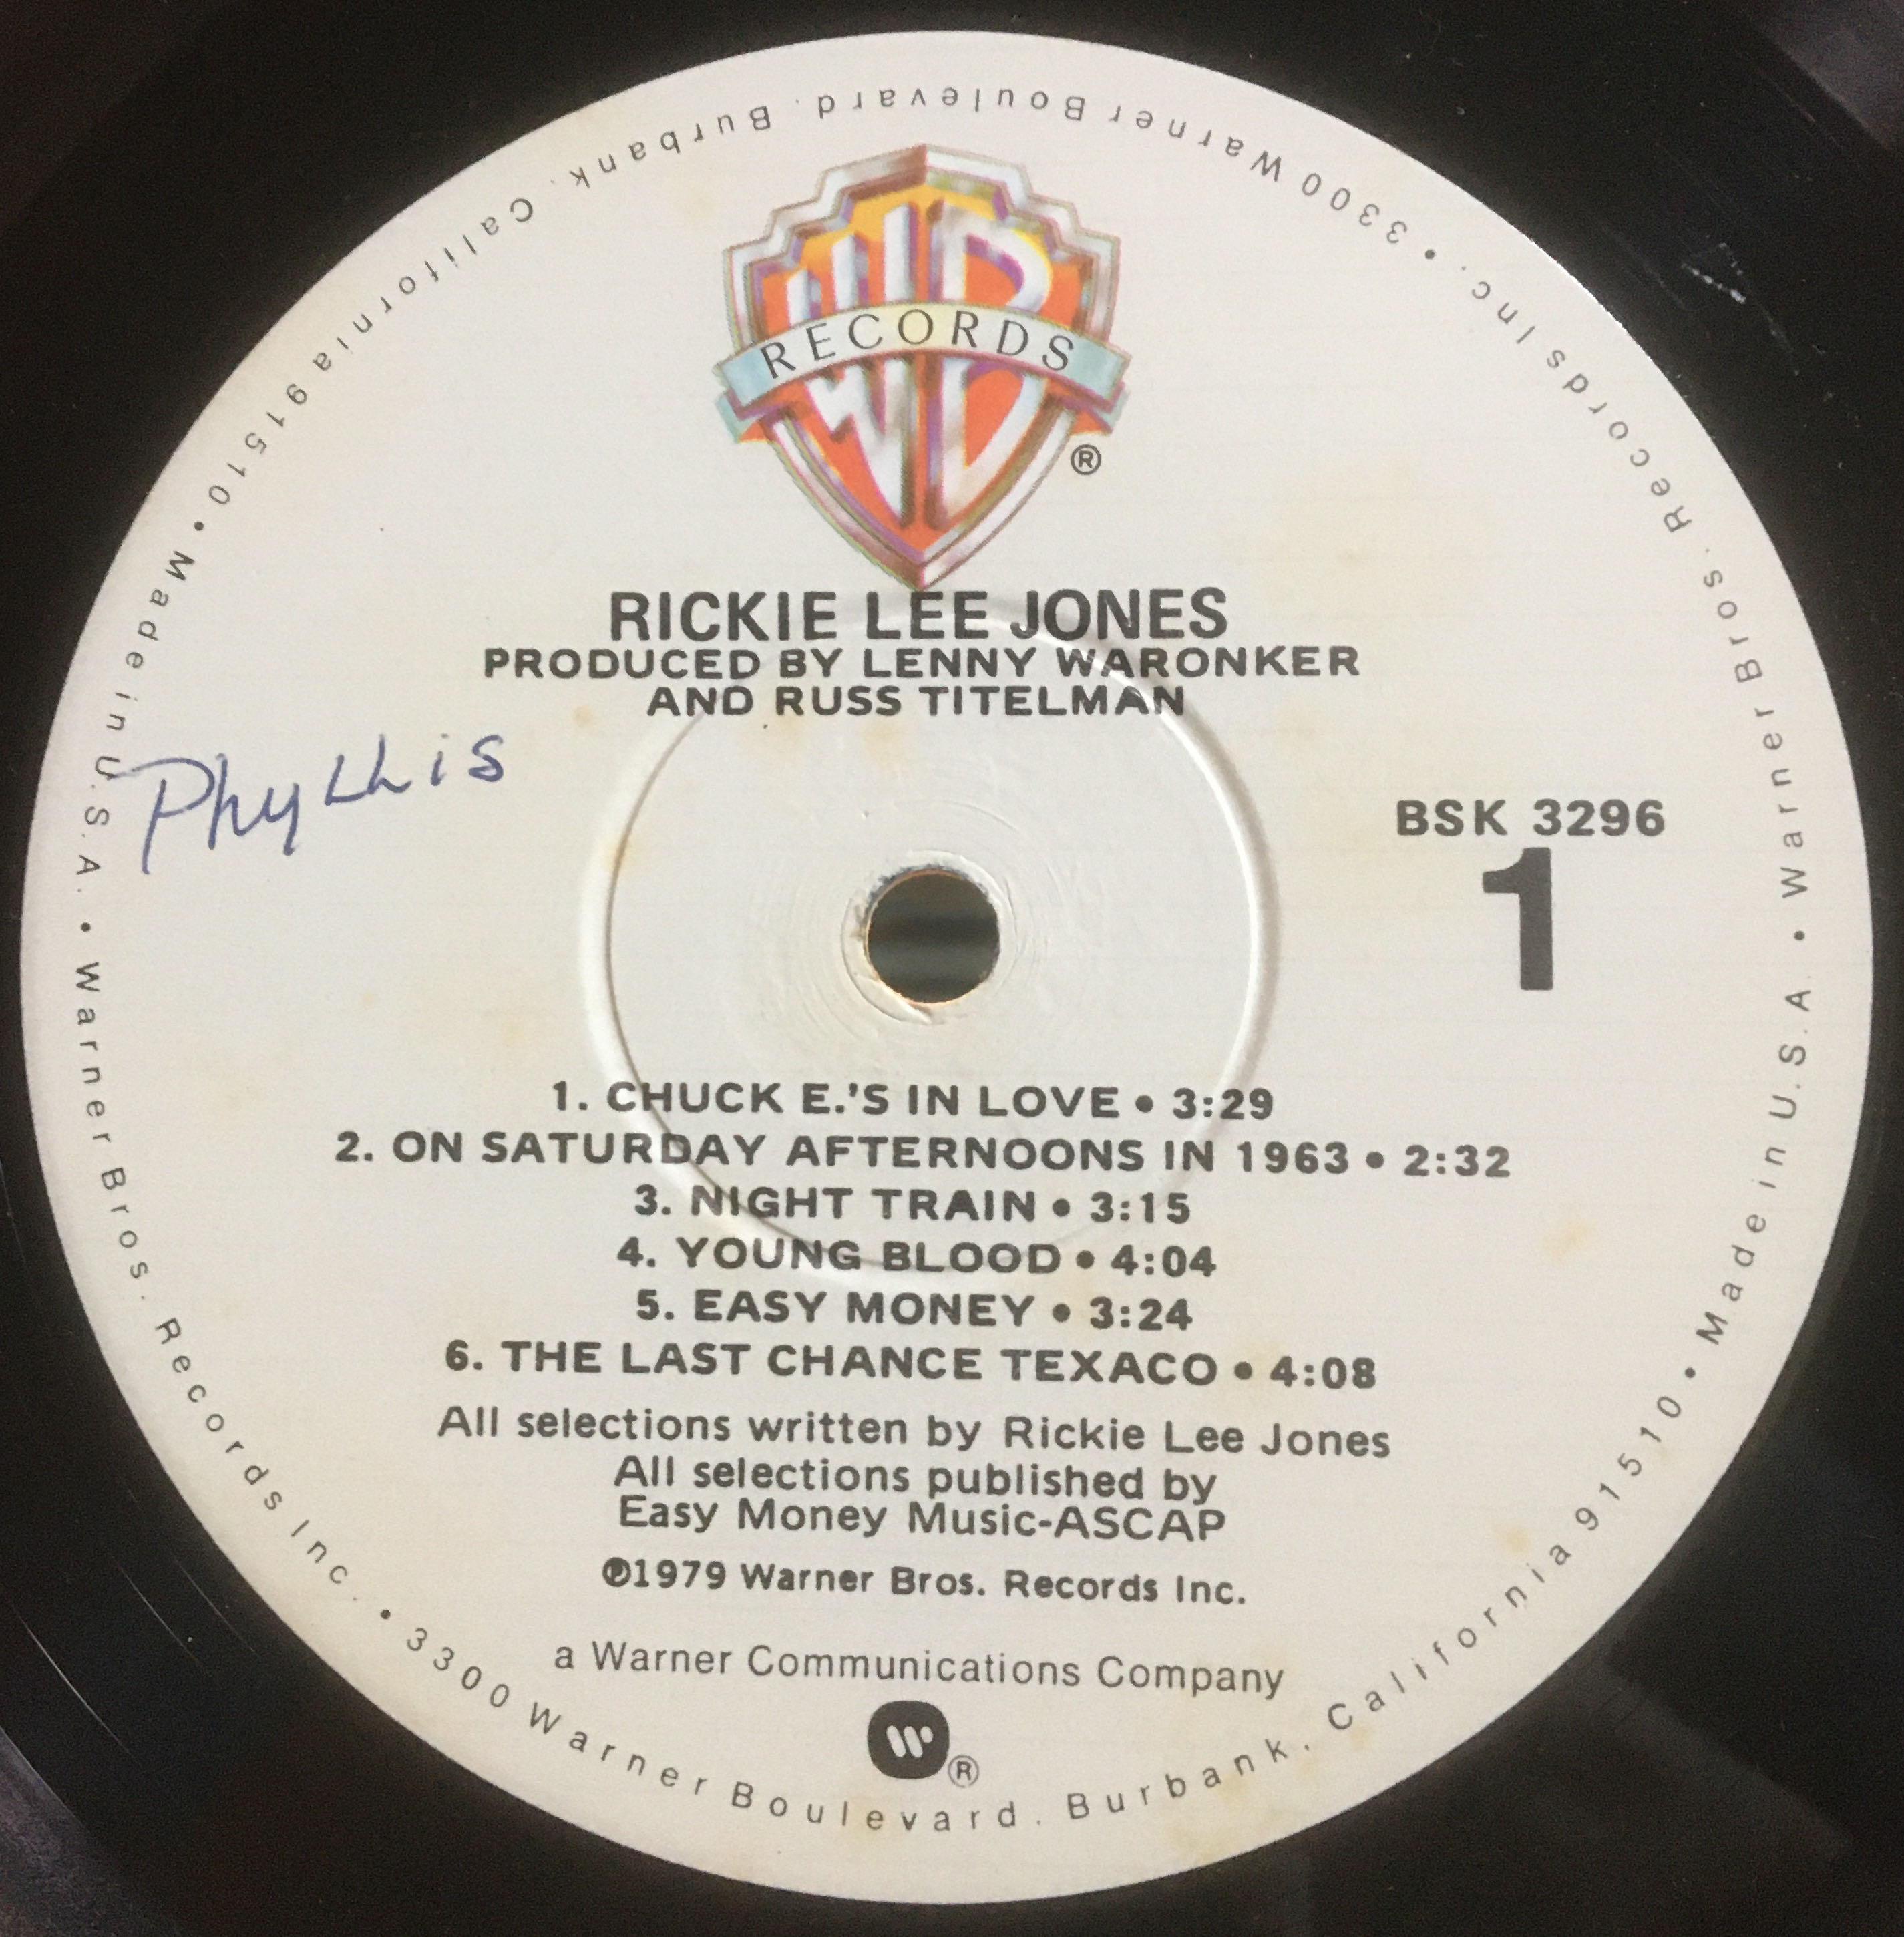 WB
RECORDS
®
RICKIE LEE JONES
PRODUCED BY LENNY WARONKER
AND RUSS TITELMAN
Phyllis
BSK 3296
1
1. CHUCK E.'S IN LOVE • 3:29
2. ON SATURDAY AFTERNOONS IN 1963 • 2:32
3. NIGHT TRAIN • 3:15
4. YOUNG BLOOD • 4:04
5. EASY MONEY • 3:24
6. THE LAST CHANCE TEXACO • 4:08
All selections written by Rickie Lee Jones
All selections published by
Easy Money Music-ASCAP
℗1979 Warner Bros. Records Inc.
a Warner Communications Company
W®
Warner Bros. Records Inc. • 3300 Warner Boulevard. Burbank. California 91510 • Made in U.S.A. • Warner Bros. Records Inc. • 3300 Warner Boulevard. Burbank. California 91510 • Made in U.S.A. •